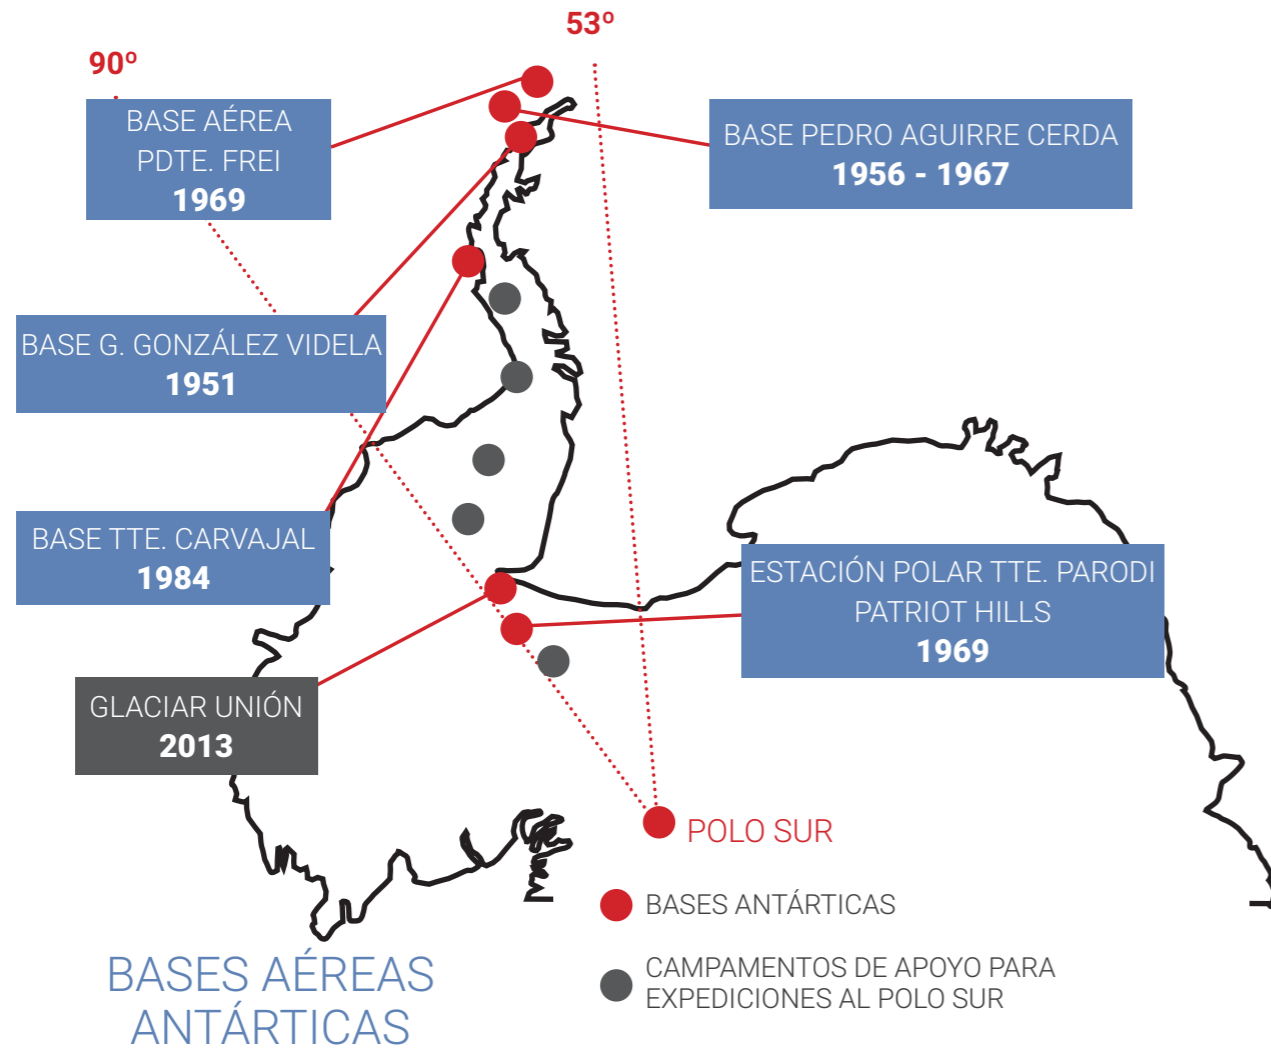 53º
90º
BASE AÉREA
PDTE. FREI
1969
BASE PEDRO AGUIRRE CERDA
1956 - 1967
BASE G. GONZÁLEZ VIDELA
1951
BASE TTE. CARVAJAL
1984
ESTACIÓN POLAR TTE. PARODI
PATRIOT HILLS
1969
GLACIAR UNIÓN
2013
POLO SUR
BASES ANTÁRTICAS
CAMPAMENTOS DE APOYO PARA
EXPEDICIONES AL POLO SUR
BASES AÉREAS
ANTÁRTICAS